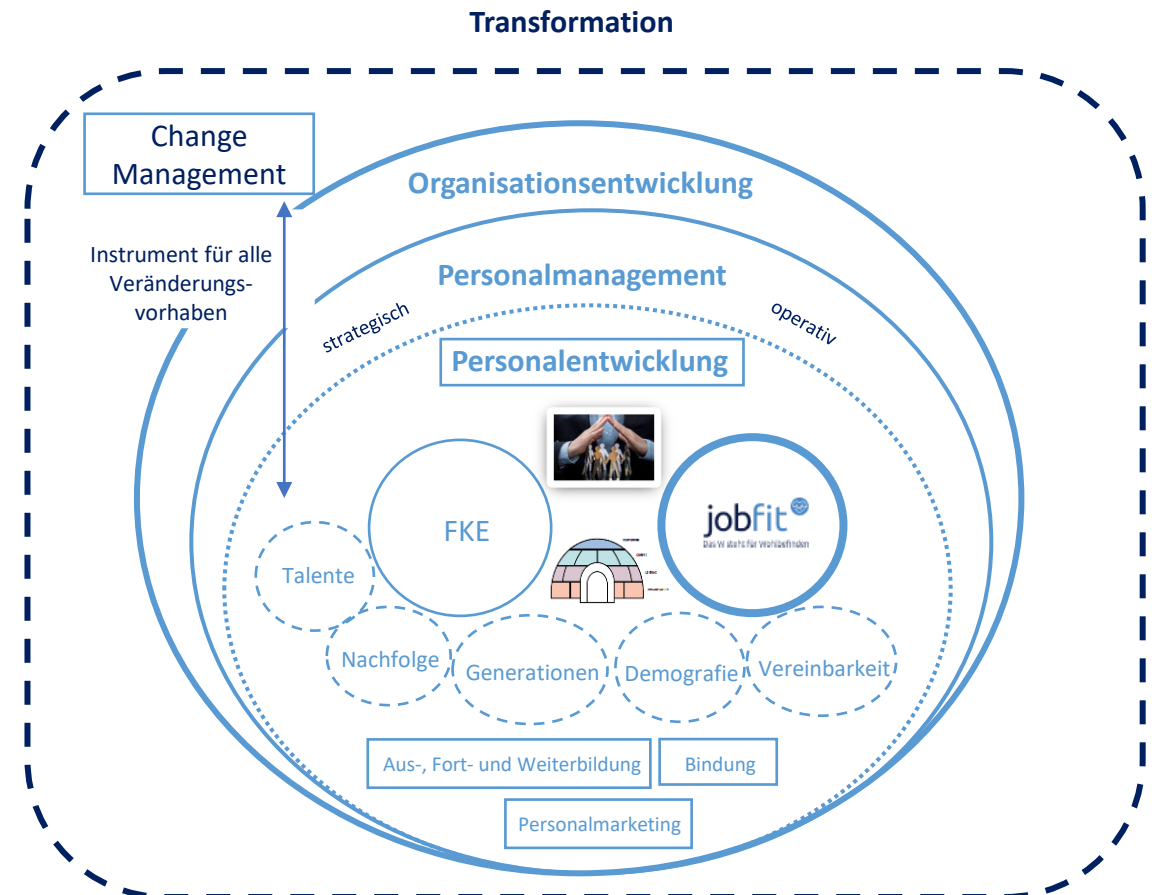 Transformation
Change
Management
Organisationsentwicklung
Instrument für alle
Veränderungs-
vorhaben
Personalmanagement
strategisch
operativ
Personalentwicklung
FKE
jobfit
Talente
Nachfolge
Generationen
Demografie
Vereinbarkeit
Aus-, Fort- und Weiterbildung
Bindung
Personalmarketing